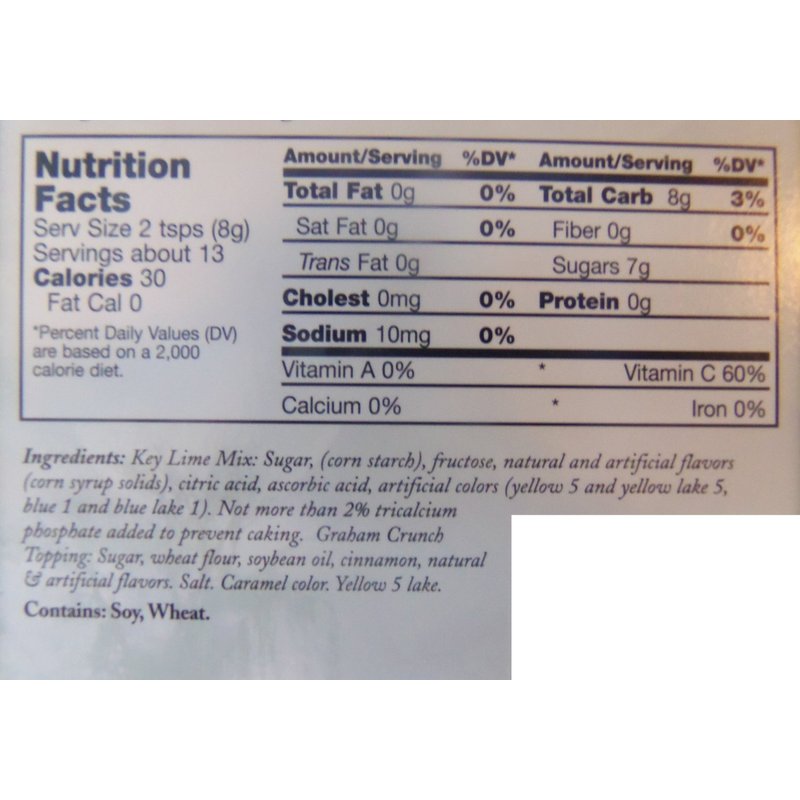 Nutrition
Facts
Serv Size 2 tsps (8g)
Servings about 13
Calories 30
Fat Cal 0
*Percent Daily Values (DV)
are based on a 2,000
calorie diet.
Amount/Serving %DV* Amount/Serving %DV*
Total Fat 0g 0% Total Carb 8g 3%
Sat Fat 0g 0% Fiber 0g 0%
Trans Fat 0g Sugars 7g
Cholest 0mg 0% Protein 0g
Sodium 10mg 0%
Vitamin A 0% * Vitamin C 60%
Calcium 0% * Iron 0%
Ingredients: Key Lime Mix: Sugar, (corn starch), fructose, natural and artificial flavors
(corn syrup solids), citric acid, ascorbic acid, artificial colors (yellow 5 and yellow lake 5,
blue 1 and blue lake 1). Not more than 2% tricalcium
phosphate added to prevent caking. Graham Crunch
Topping: Sugar, wheat flour, soybean oil, cinnamon, natural
& artificial flavors. Salt. Caramel color. Yellow 5 lake.
Contains: Soy, Wheat.